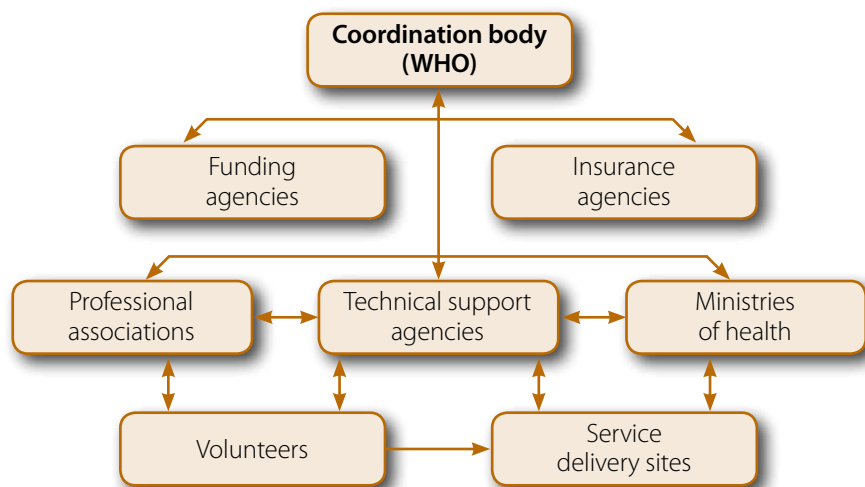 Coordination body
(WHO)
Funding
agencies
Insurance
agencies
Professional
associations
Technical support
agencies
Ministries
of health
Volunteers
Service
delivery sites